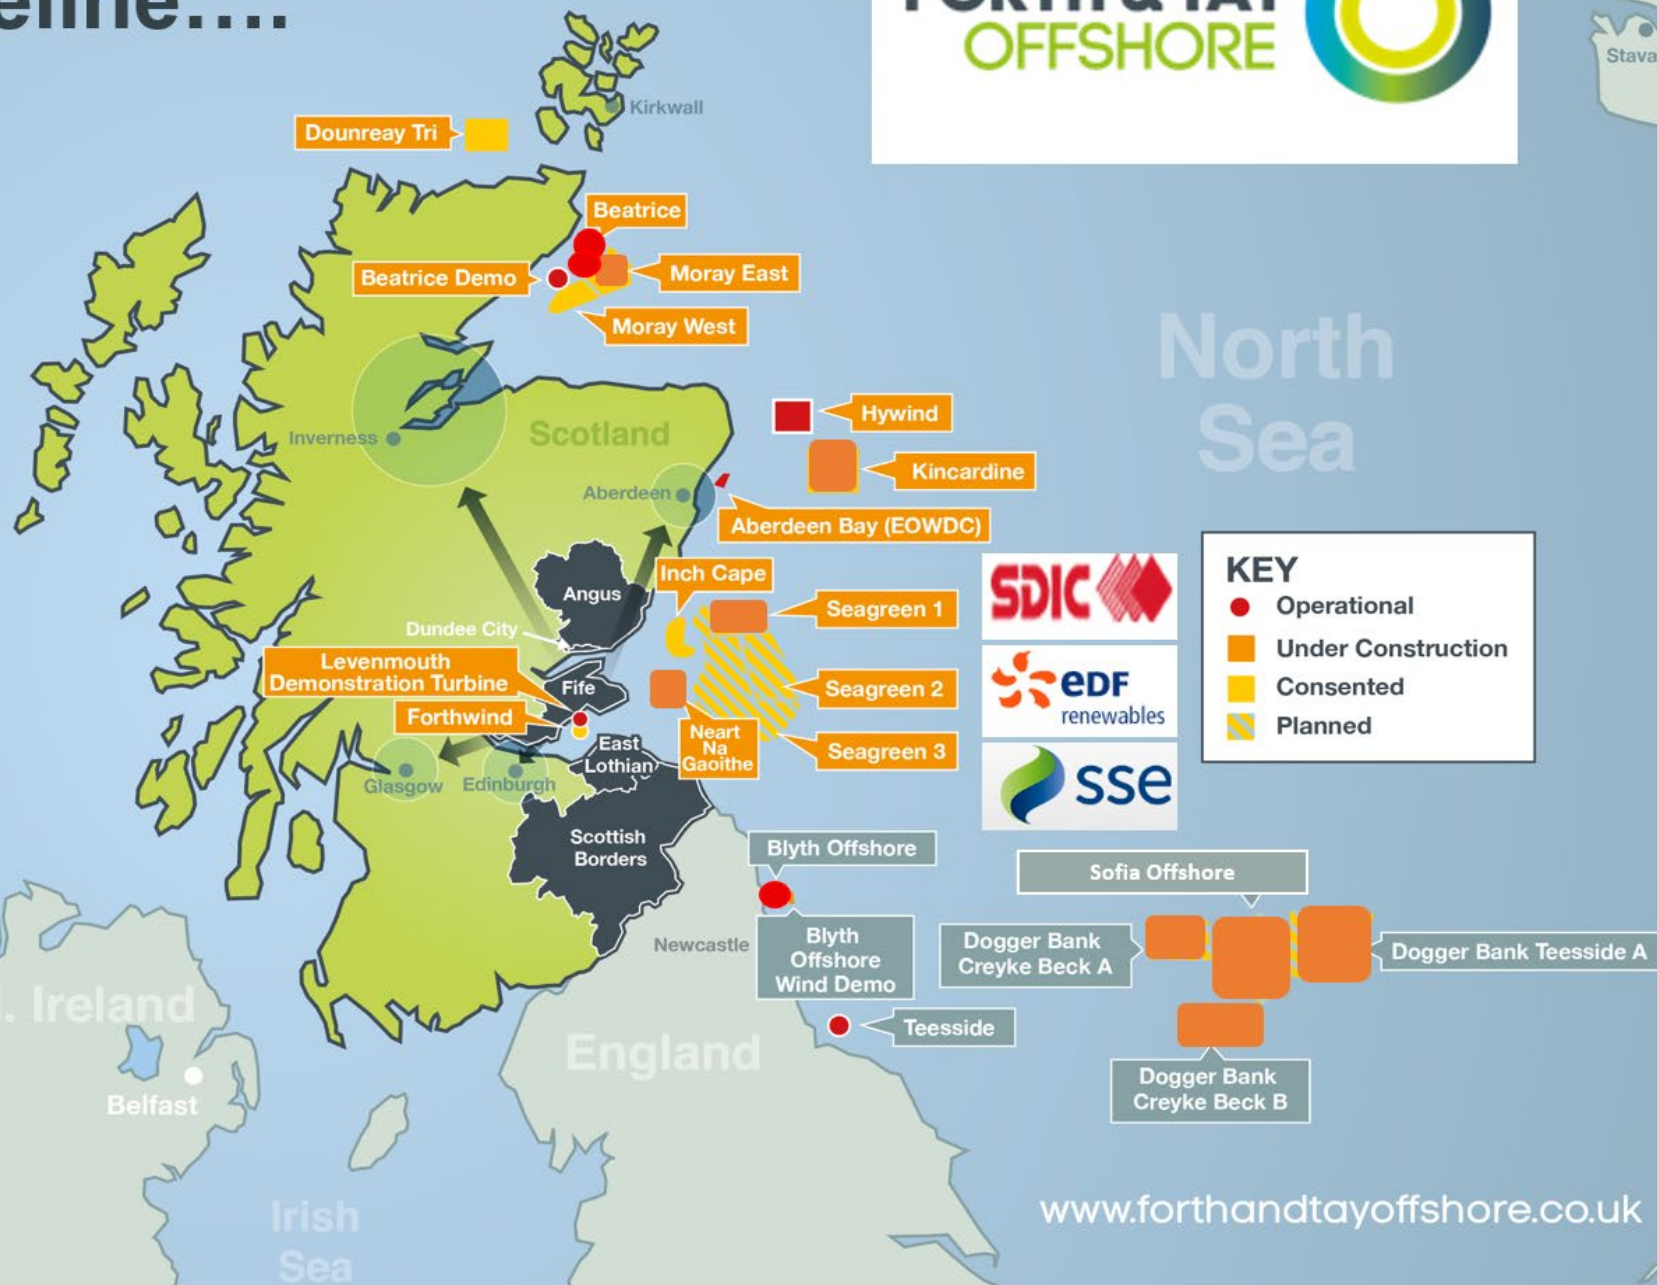 OFFSHORE
Stava
Kirkwall
Dounreay Tri
Beatrice
Beatrice Demo
Moray East
Moray West
North
Sea
Hywind
Scotland
Inverness
Kincardine
Aberdeen
Aberdeen Bay (EOWDC)
Inch Cape
Angus
Seagreen 1
SDIC
KEY
Operational
Under Construction
Consented
Planned
Dundee City
Levenmouth
Demonstration Turbine
Fife
Seagreen 2
eDF
renewables
Forthwind
Neart
Na
Gaoithe
Seagreen 3
East
Lothian
Glasgow
Edinburgh
sse
Scottish
Borders
Blyth Offshore
Sofia Offshore
Newcastle
Blyth
Offshore
Wind Demo
Dogger Bank
Creyke Beck A
Dogger Bank Teesside A
. Ireland
Teesside
England
Belfast
Dogger Bank
Creyke Beck B
www.forthandtayoffshore.co.uk
Irish
Sea